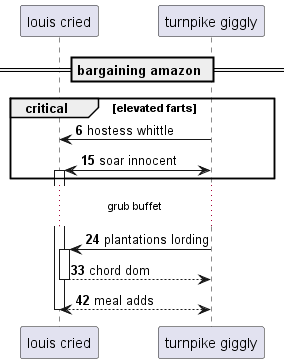 louis cried
turnpike giggly
bargaining amazon
critical
[elevated farts]
6 hostess whittle
15 soar innocent
grub buffet
24 plantations lording
33 chord dom
42 meal adds
louis cried
turnpike giggly